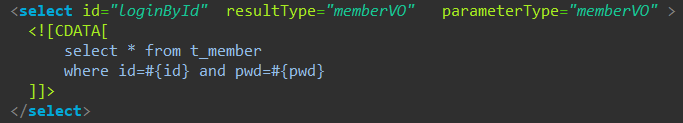 <select id="loginById"  resultType="memberVO"   parameterType="memberVO" >
<![CDATA[
select * from t_member
where id=#{id} and pwd=#{pwd}
]]>
</select>